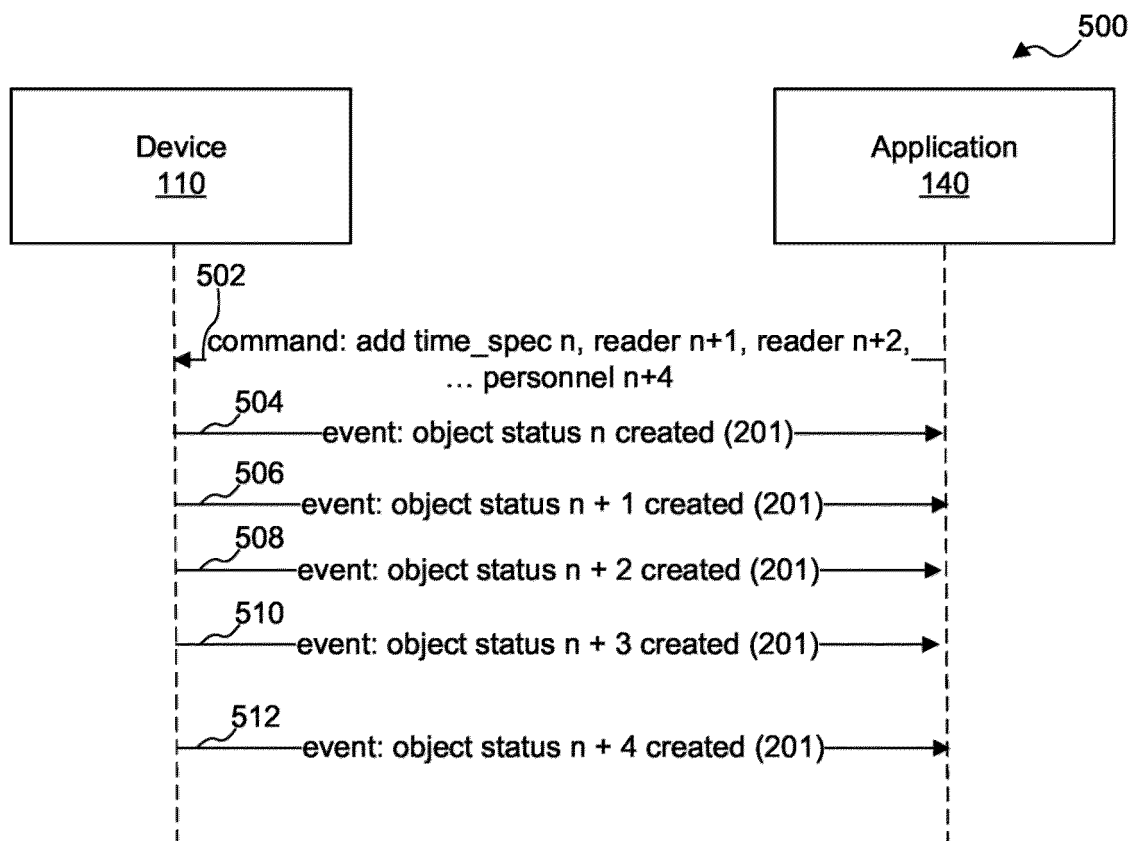 500
Device
110
Application
140
502
command: add time_spec n, reader n+1, reader n+2,
... personnel n+4
504
event: object status n created (201)
506
event: object status n + 1 created (201)
508
event: object status n + 2 created (201)
510
event: object status n + 3 created (201)
512
event: object status n + 4 created (201)